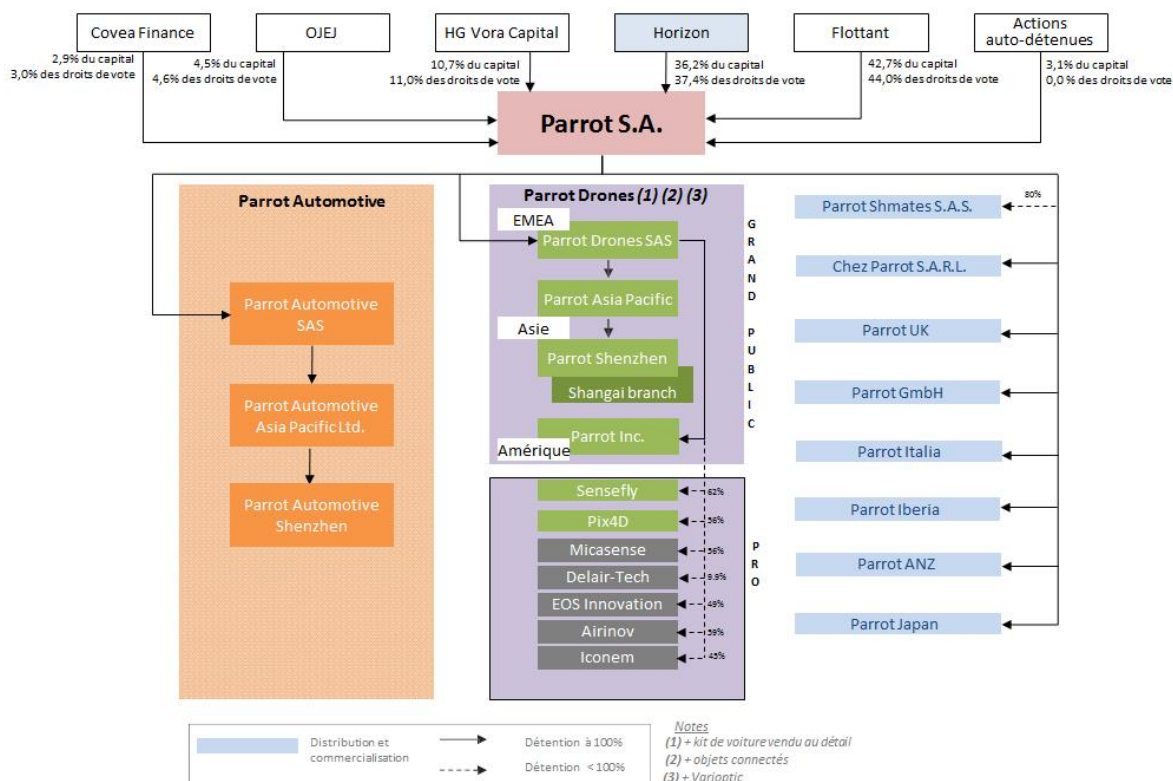 Covea Finance
OJEJ
HG Vora Capital
Horizon
Flottant
Actions
auto-détenues
2,9% du capital
3,0% des droits de vote
4,5% du capital
4,6% des droits de vote
10,7% du capital
11,0% des droits de vote
36,2% du capital
37,4% des droits de vote
42,7% du capital
44,0% des droits de vote
3,1% du capital
0,0 % des droits de vote
Parrot S.A.
Parrot Automotive
Parrot Automotive
SAS
Parrot Automotive
Asia Pacific Ltd.
Parrot Automotive
Shenzhen
Parrot Drones (1) (2) (3)
EMEA
Parrot Drones SAS
Parrot Asia Pacific
Asie
Parrot Shenzhen
Shangai branch
Parrot Inc.
Amérique
GRAND PUBLIC
Sensefly
62%
Pix4D
56%
Micasense
56%
Delair-Tech
9.9%
EOS Innovation
49%
Airinov
59%
Iconem
45%
PRO
Parrot Shmates S.A.S.
80%
Chez Parrot S.A.R.L.
Parrot UK
Parrot GmbH
Parrot Italia
Parrot Iberia
Parrot ANZ
Parrot Japan
Distribution et
commercialisation
Détention à 100%
Détention <100%
Notes
(1) + kit de voiture vendu au détail
(2) + objets connectés
(3) + Varioptic